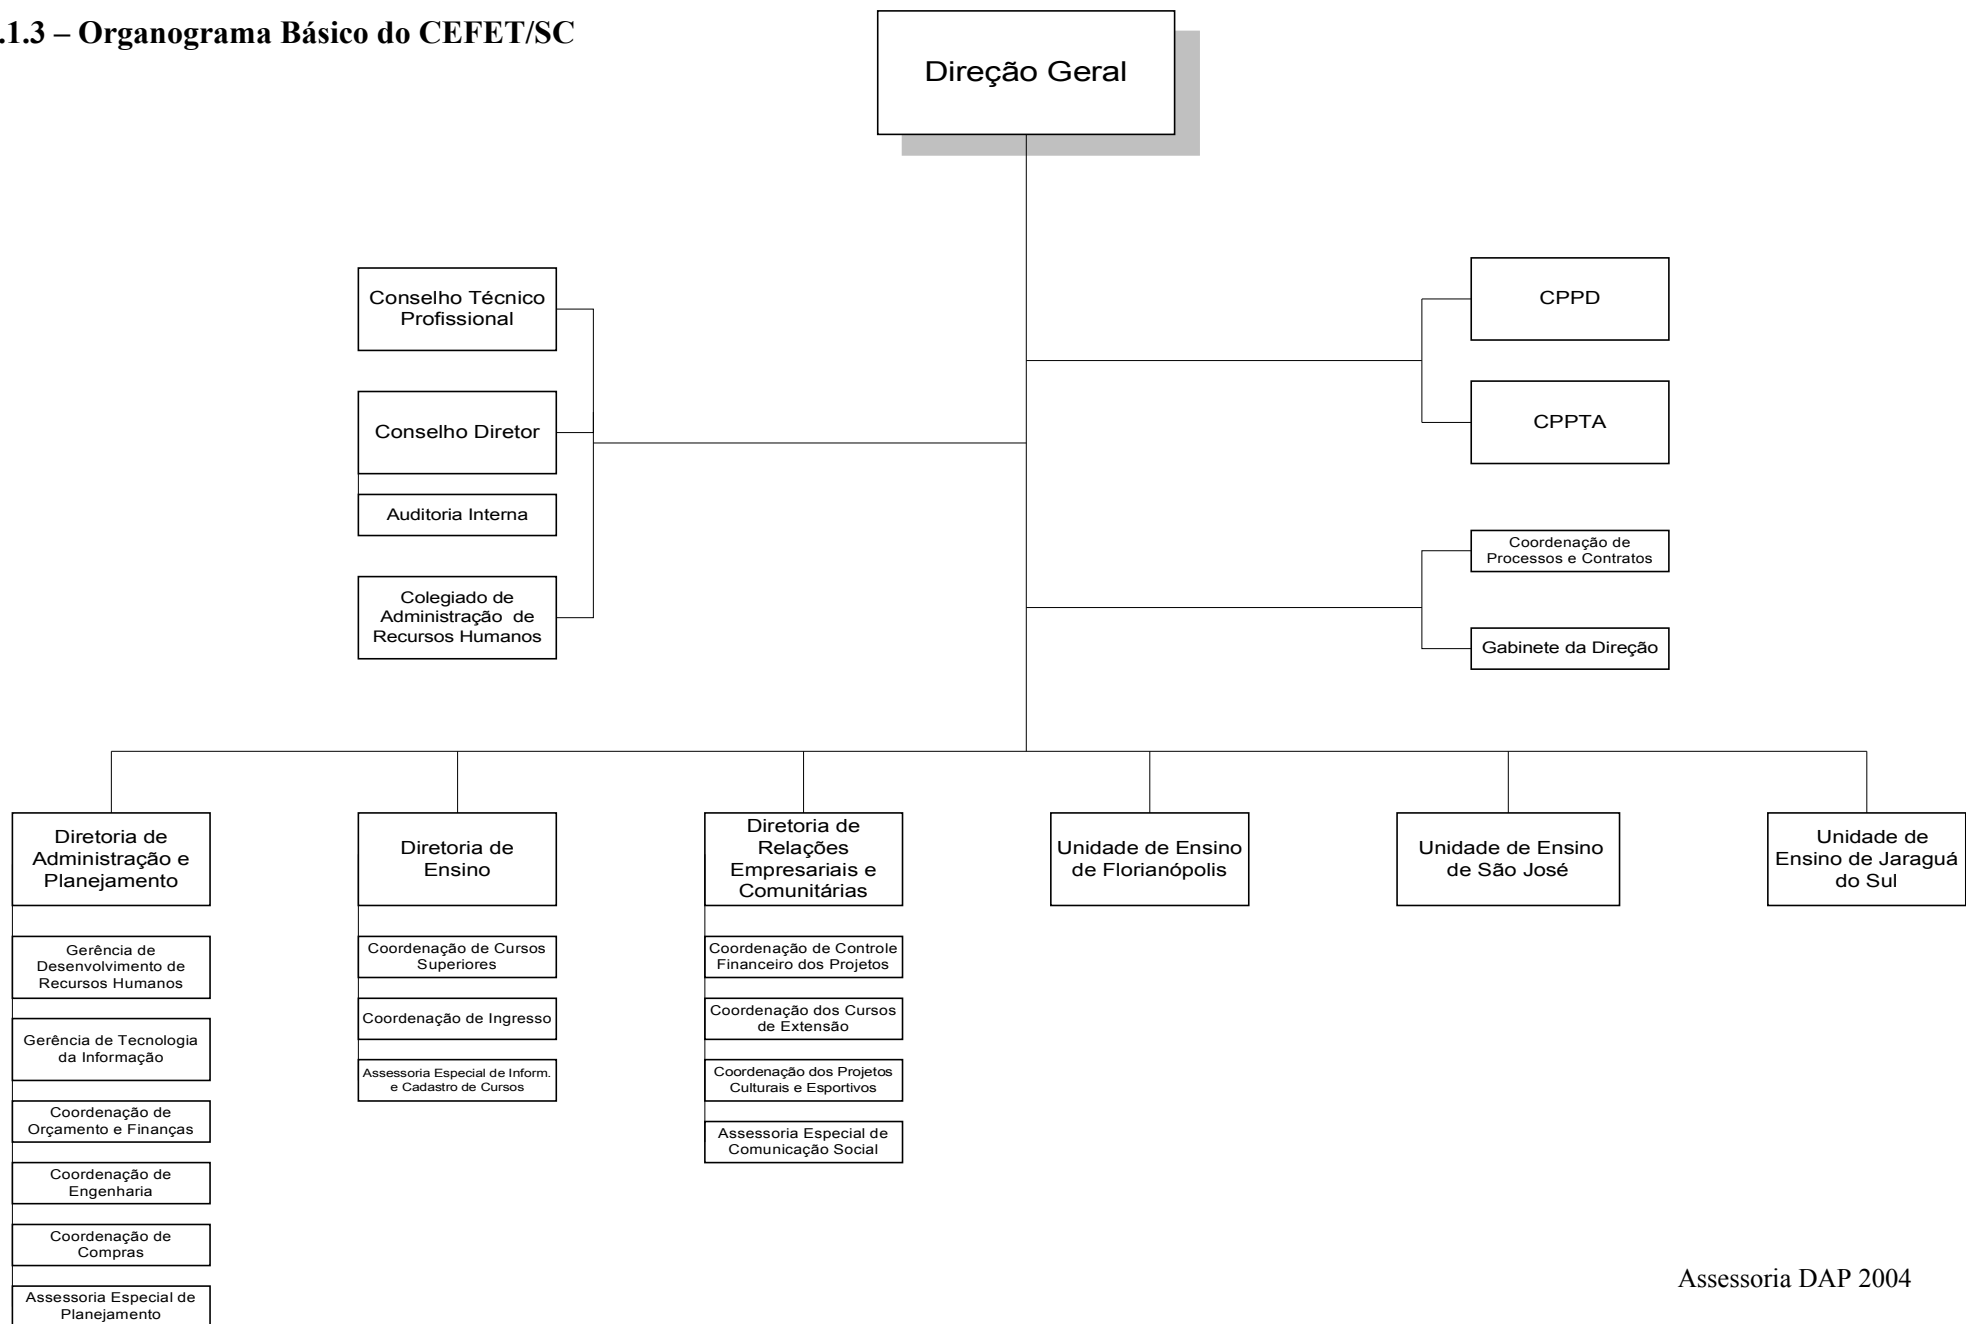 .1.3 – Organograma Básico do CEFET/SC
Direção Geral
Conselho Técnico
Profissional
Conselho Diretor
Auditoria Interna
Colegiado de
Administração de
Recursos Humanos
CPPD
CPPTA
Coordenação de
Processos e Contratos
Gabinete da Direção
Diretoria de
Administração e
Planejamento
Gerência de
Desenvolvimento de
Recursos Humanos
Gerência de Tecnologia
da Informação
Coordenação de
Orçamento e Finanças
Coordenação de
Engenharia
Coordenação de
Compras
Assessoria Especial de
Planejamento
Diretoria de
Ensino
Coordenação de Cursos
Superiores
Coordenação de Ingresso
Assessoria Especial de Inform.
e Cadastro de Cursos
Diretoria de
Relações
Empresariais e
Comunitárias
Coordenação de Controle
Financeiro dos Projetos
Coordenação dos Cursos
de Extensão
Coordenação dos Projetos
Culturais e Esportivos
Assessoria Especial de
Comunicação Social
Unidade de Ensino
de Florianópolis
Unidade de Ensino
de São José
Unidade de
Ensino de Jaraguá
do Sul
Assessoria DAP 2004